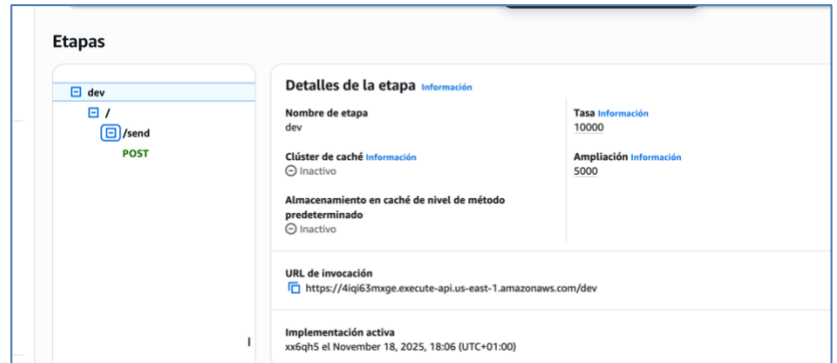 Etapas
dev
/
/send
POST
Detalles de la etapa Información
Nombre de etapa
dev
Tasa Información
10000
Clúster de caché Información
Inactivo
Ampliación Información
5000
Almacenamiento en caché de nivel de método
predeterminado
Inactivo
URL de invocación
https://4iqi63mxge.execute-api.us-east-1.amazonaws.com/dev
Implementación activa
xx6qh5 el November 18, 2025, 18:06 (UTC+01:00)